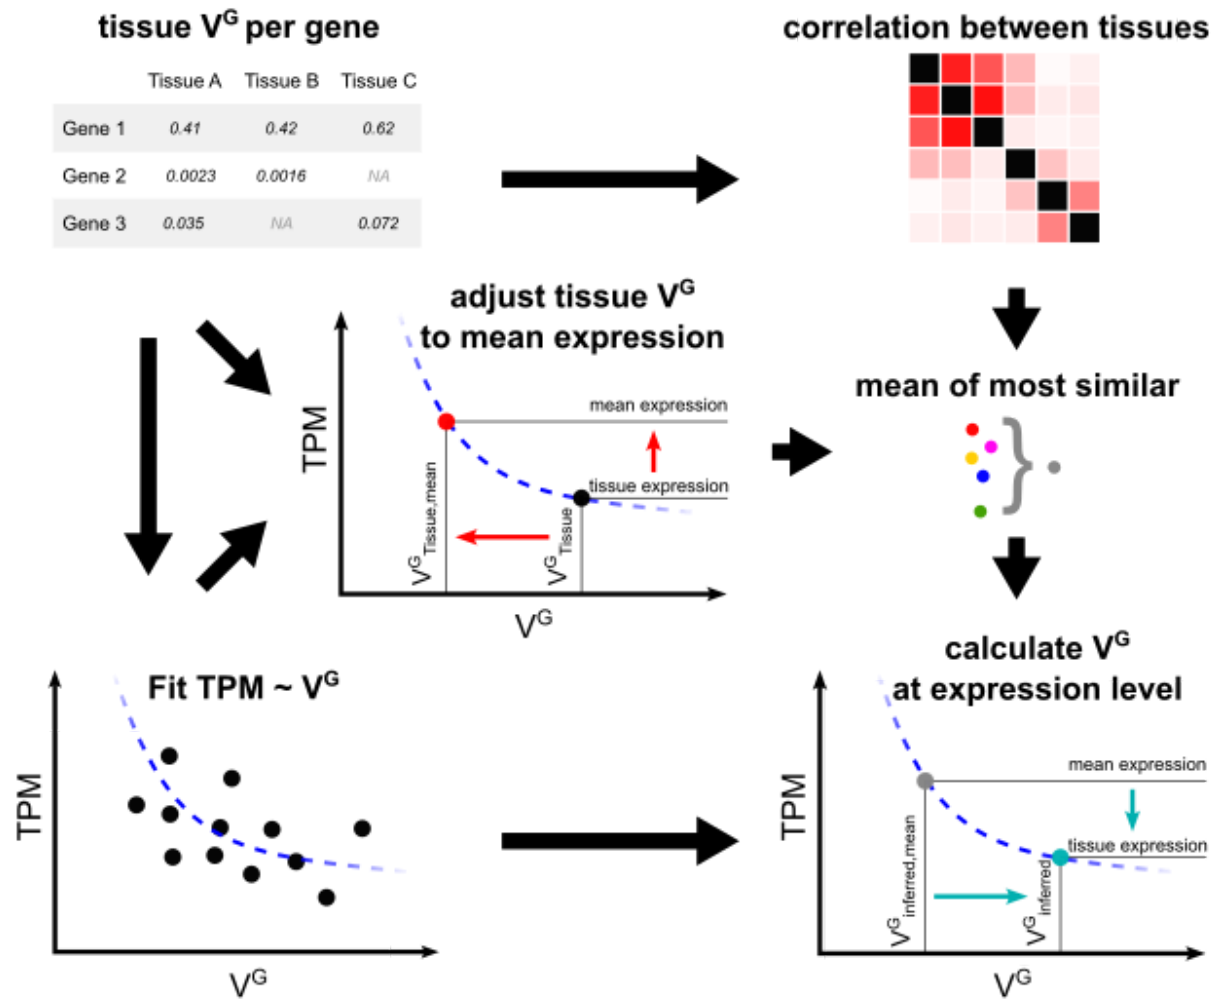 tissue V^G per gene
Tissue A Tissue B Tissue C
Gene 1 0.41 0.42 0.62
Gene 2 0.0023 0.0016 NA
Gene 3 0.035 NA 0.072
correlation between tissues
adjust tissue V^G
to mean expression
TPM
mean expression
tissue expression
V^G_Tissue,mean
V^G_Tissue
V^G
mean of most similar
Fit TPM ~ V^G
TPM
V^G
calculate V^G
at expression level
TPM
mean expression
tissue expression
V^G_inferred,mean
V^G_inferred
V^G